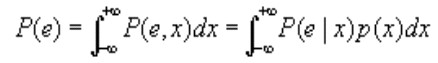 P(e) = ∫_{-∞}^{+∞} P(e, x)dx = ∫_{-∞}^{+∞} P(e | x)p(x)dx